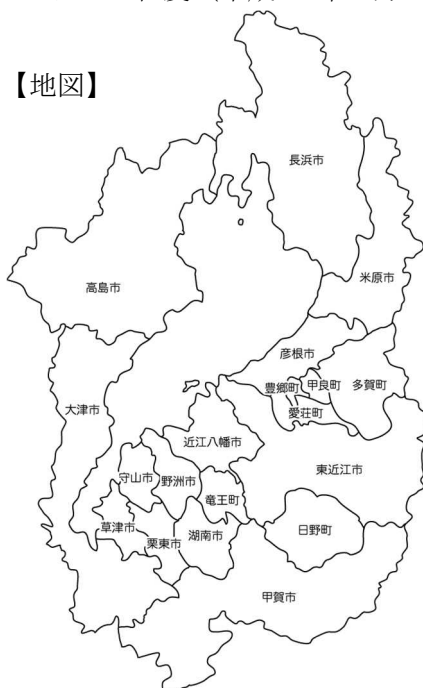 【地図】
長浜市
高島市
米原市
彦根市
豊郷町
甲良町
多賀町
愛荘町
大津市
近江八幡市
東近江市
守山市
野洲市
竜王町
草津市
栗東市
湖南市
日野町
甲賀市